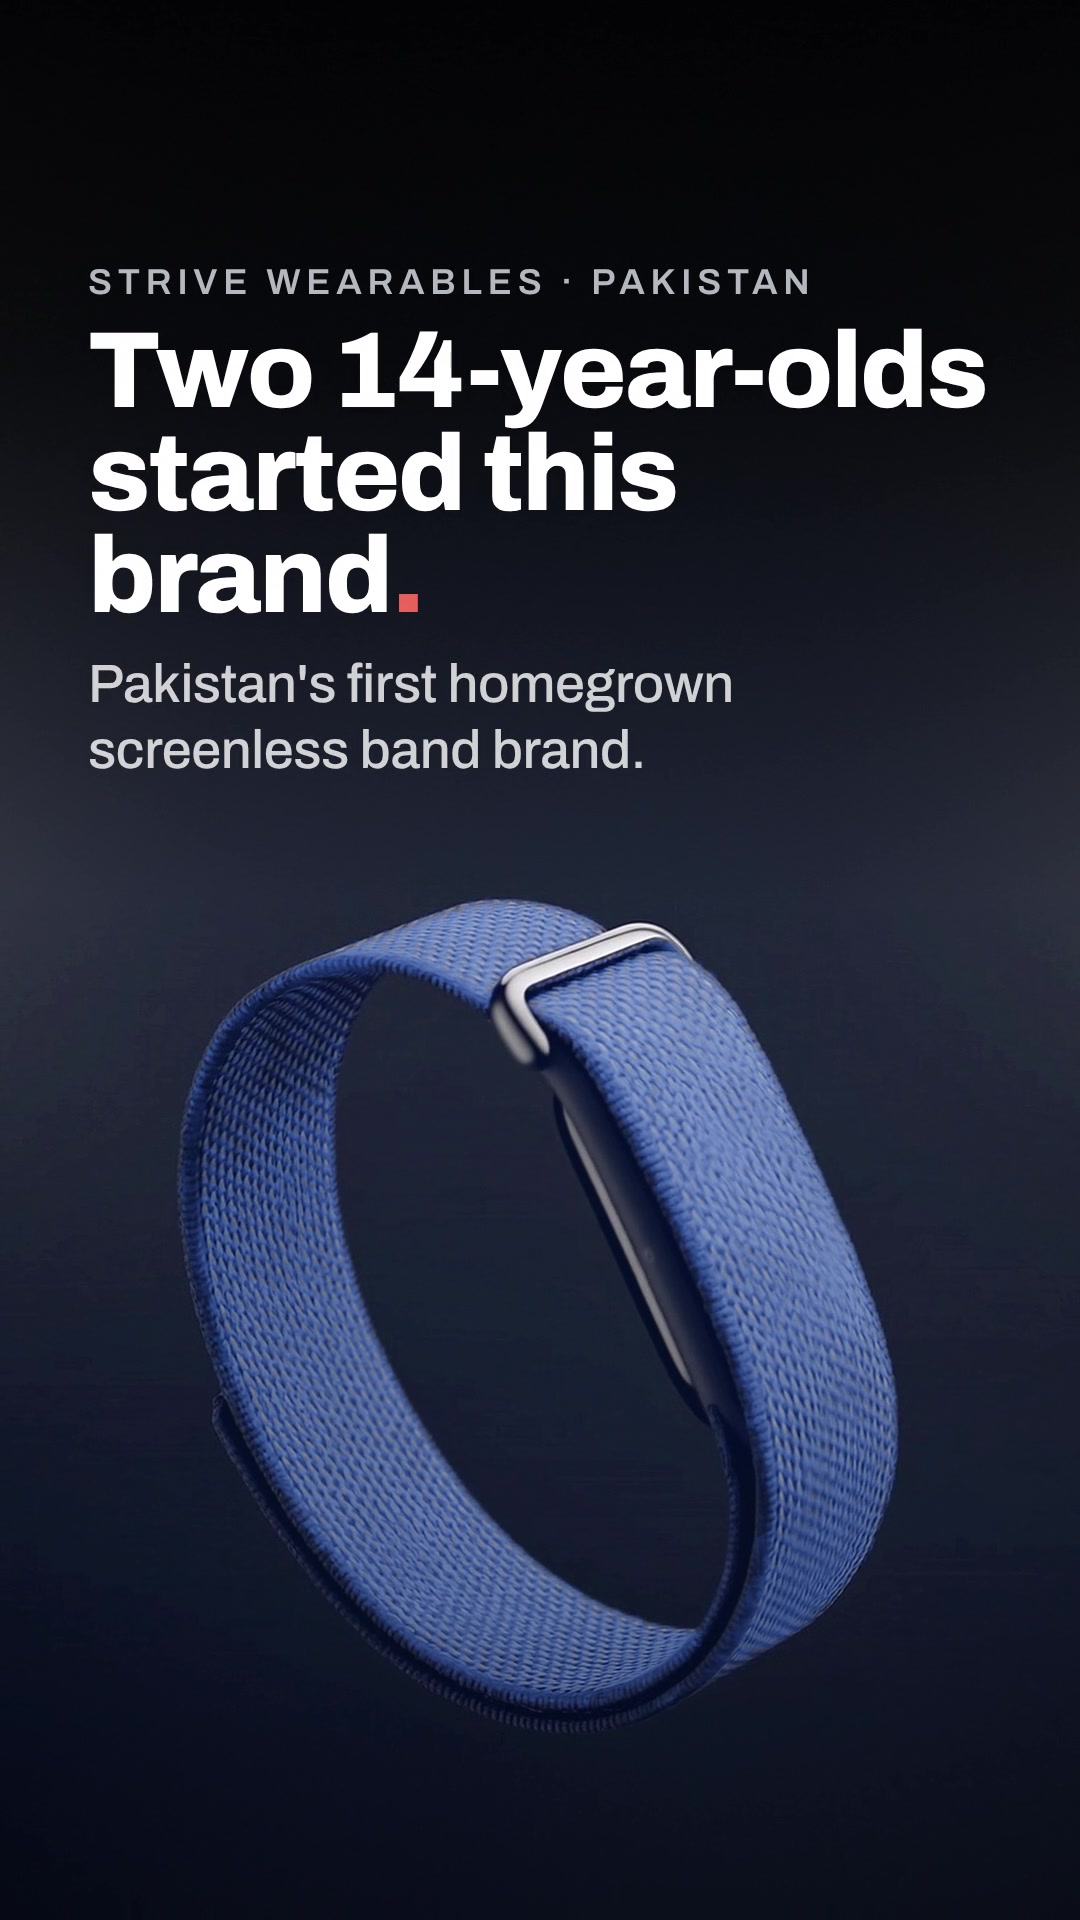 STRIVE WEARABLES · PAKISTAN
Two 14-year-olds
started this
brand.
Pakistan's first homegrown
screenless band brand.